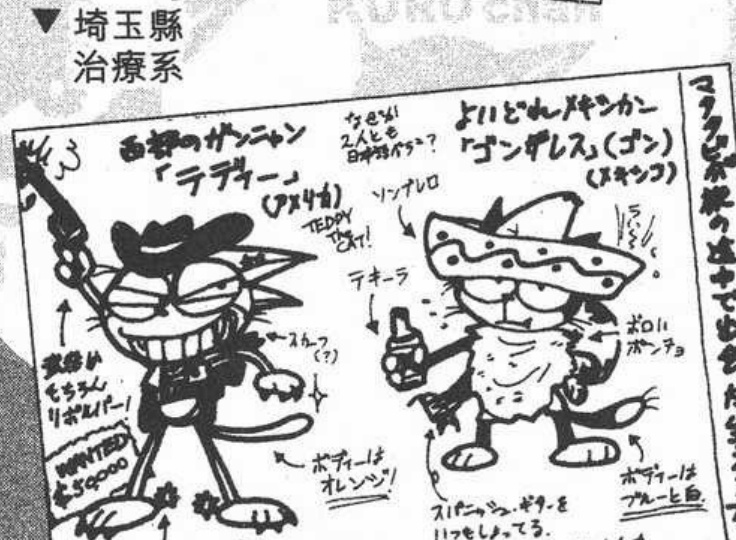 KURU chan
▼埼玉縣
治療系
西部のガンニャン
「テディー」
(アメリカ)
TEDDY
The
CAT!
なぜか
2人とも
日本語ペラペラ?
よいどれメキシカン
「ゴンザレス」(ゴン)
(メキシコ)
ソンブレロ
テキーラ
スカーフ
(?)
ボロい
ポンチョ
武器は
もちろん
リボルバー!
WANTED
$50,000
ボディーは
オレンジ!
スパニッシュ・ギターを
いつもしょってる.
ボディーは
ブルーと白.